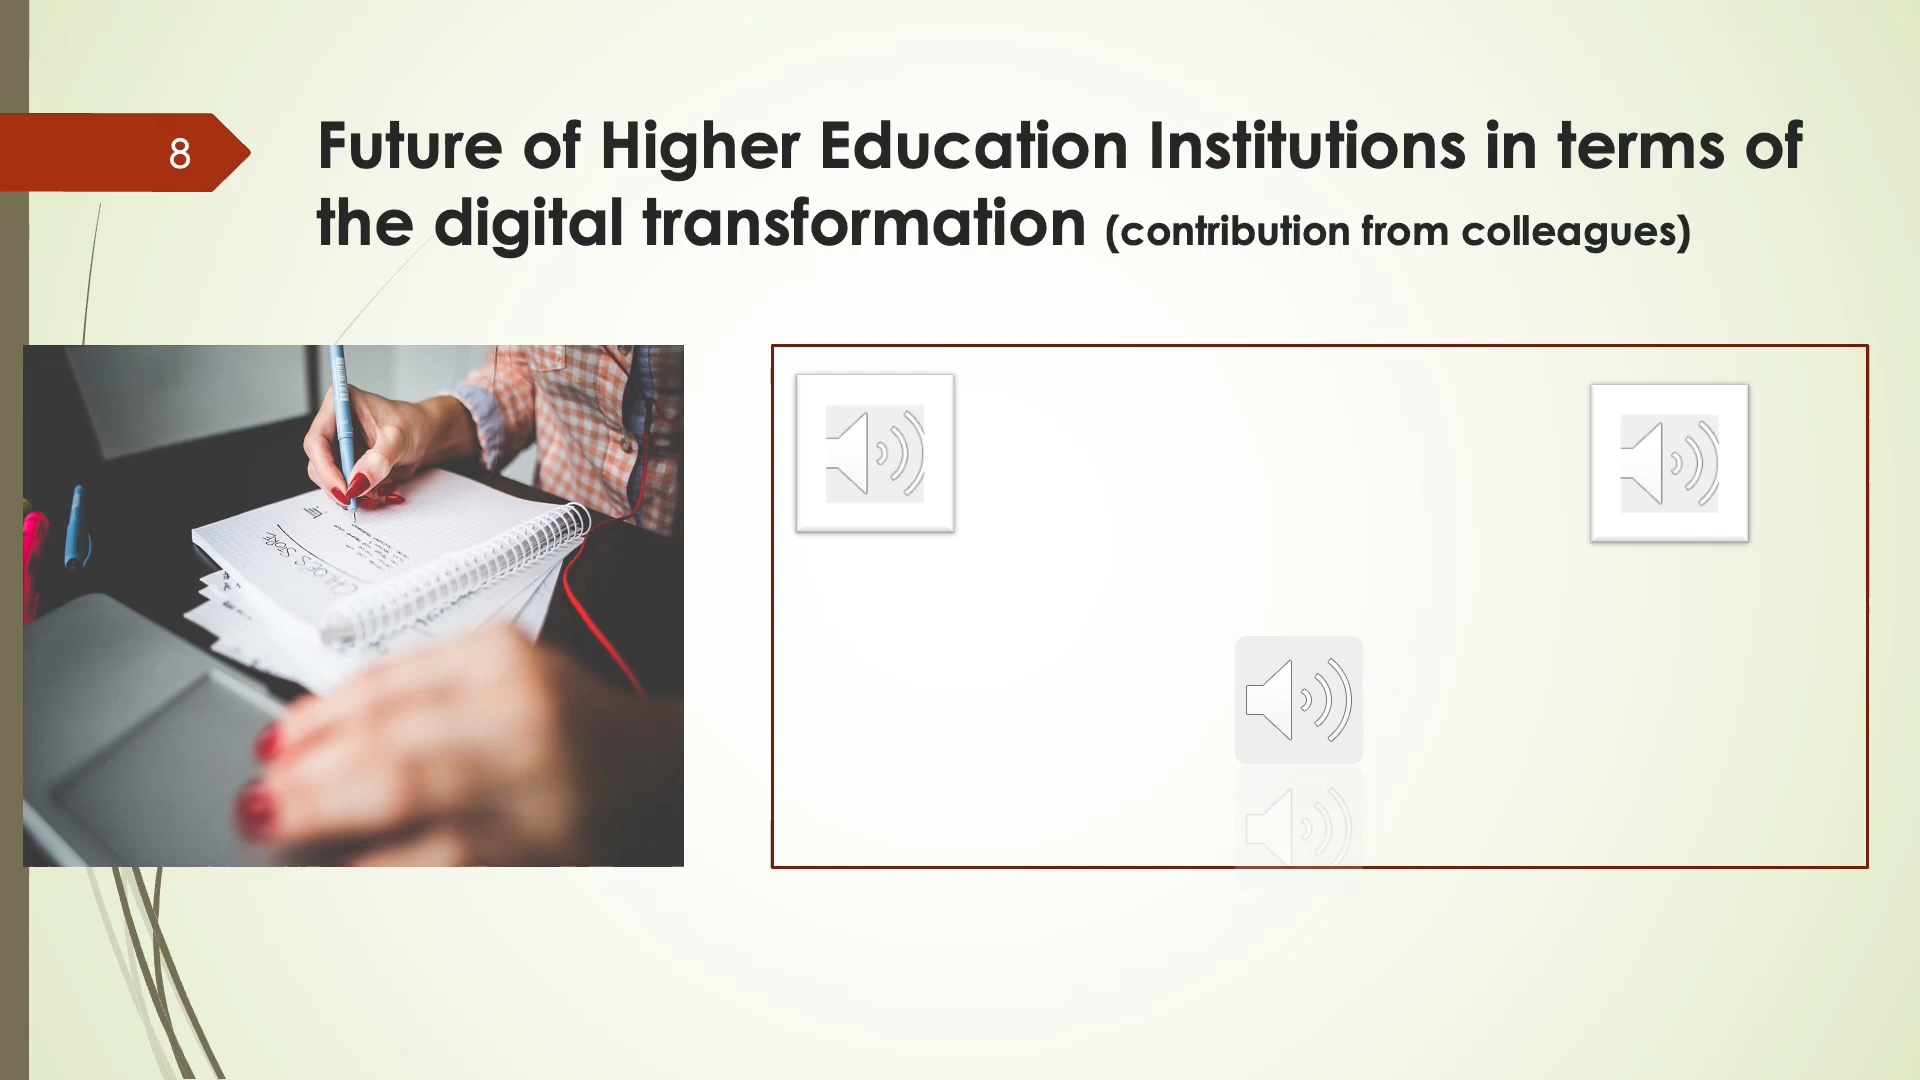 8
Future of Higher Education Institutions in terms of
the digital transformation (contribution from colleagues)